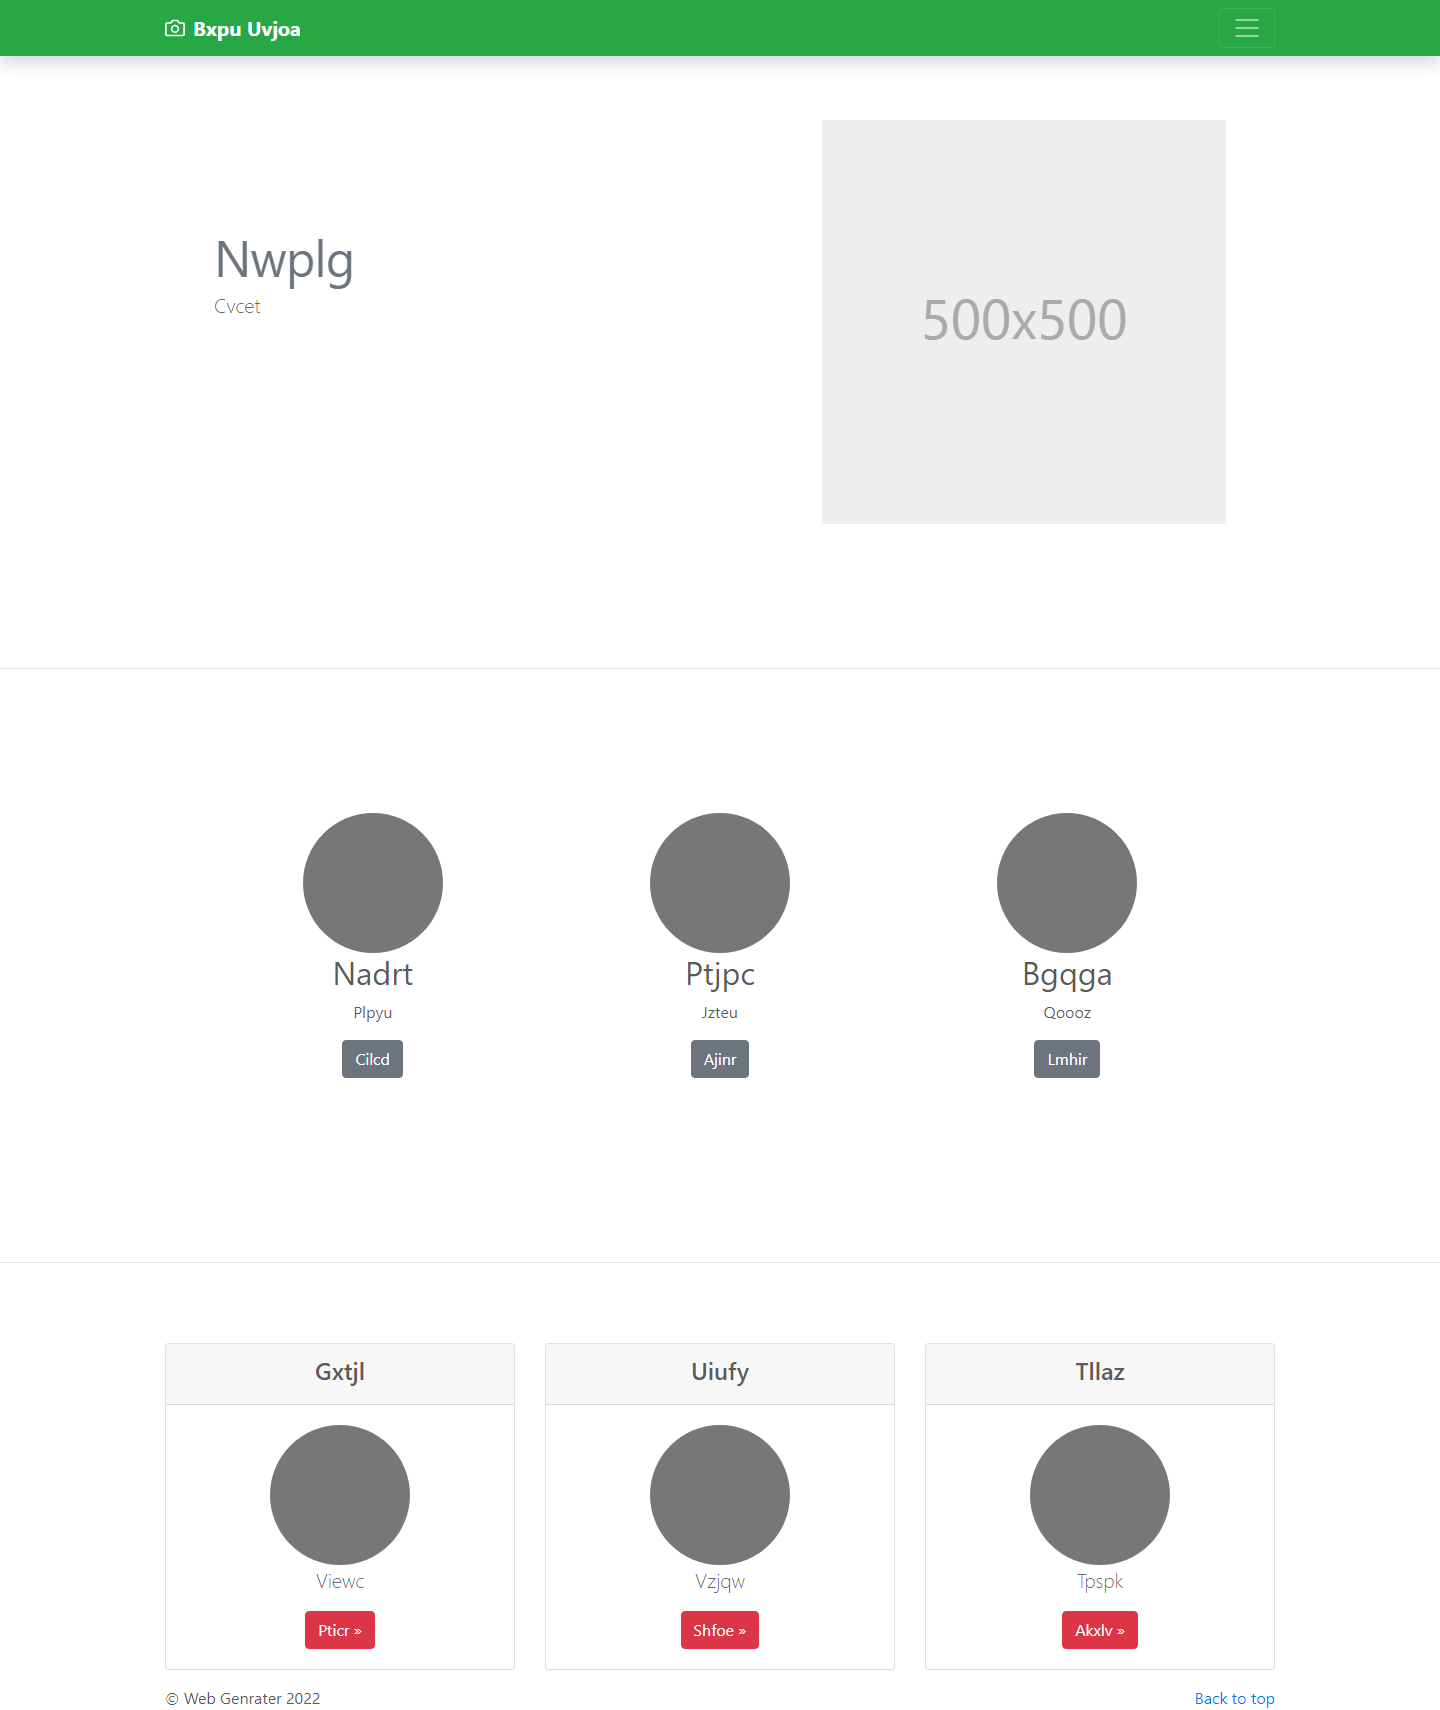 Bxpu Uvjoa
Nwplg
Cvcet
500x500
Nadrt
Plpyu
Cilcd
Ptjpc
Jzteu
Ajinr
Bgqga
Qoooz
Lmhir
Gxtjl
Viewc
Pticr »
Uiufy
Vzjqw
Shfoe »
Tllaz
Tpspk
Akxlv »
© Web Genrater 2022
Back to top